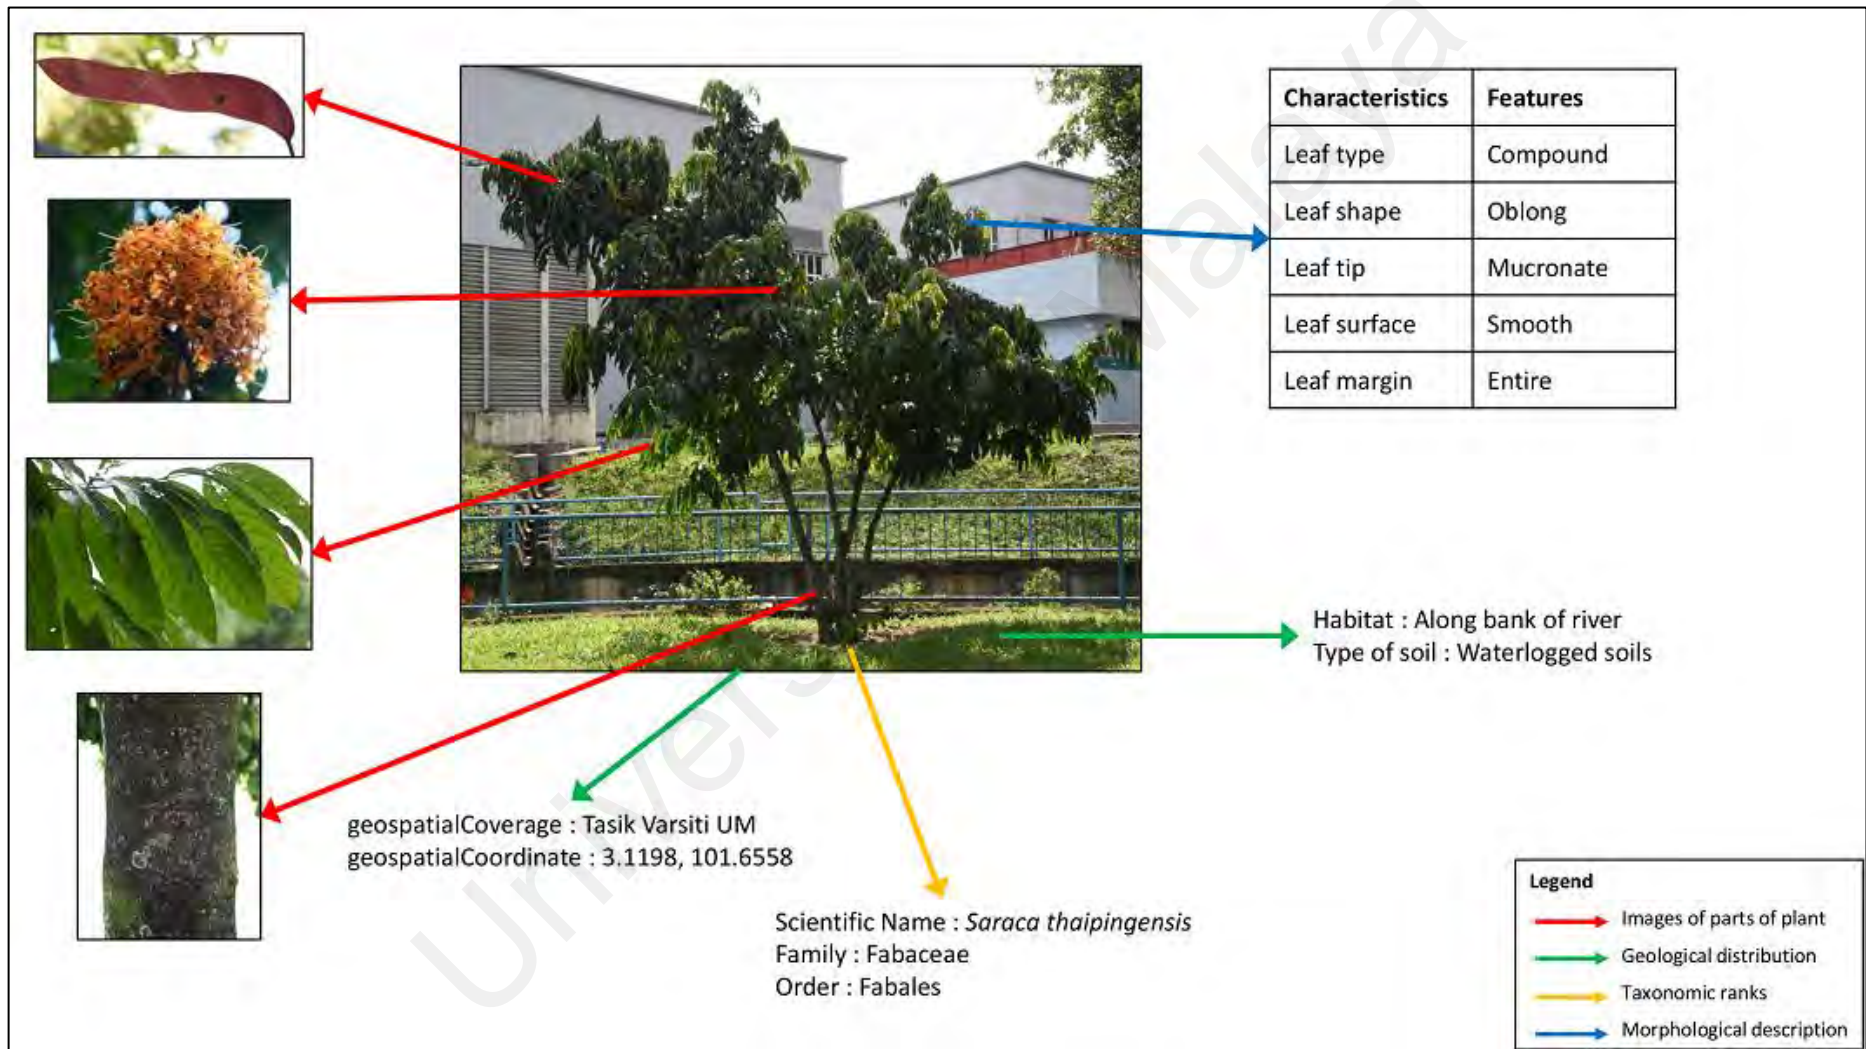 Characteristics Features
Leaf type Compound
Leaf shape Oblong
Leaf tip Mucronate
Leaf surface Smooth
Leaf margin Entire
Habitat : Along bank of river
Type of soil : Waterlogged soils
geospatialCoverage : Tasik Varsiti UM
geospatialCoordinate : 3.1198, 101.6558
Scientific Name : Saraca thaipingensis
Family : Fabaceae
Order : Fabales
Legend
Images of parts of plant
Geological distribution
Taxonomic ranks
Morphological description